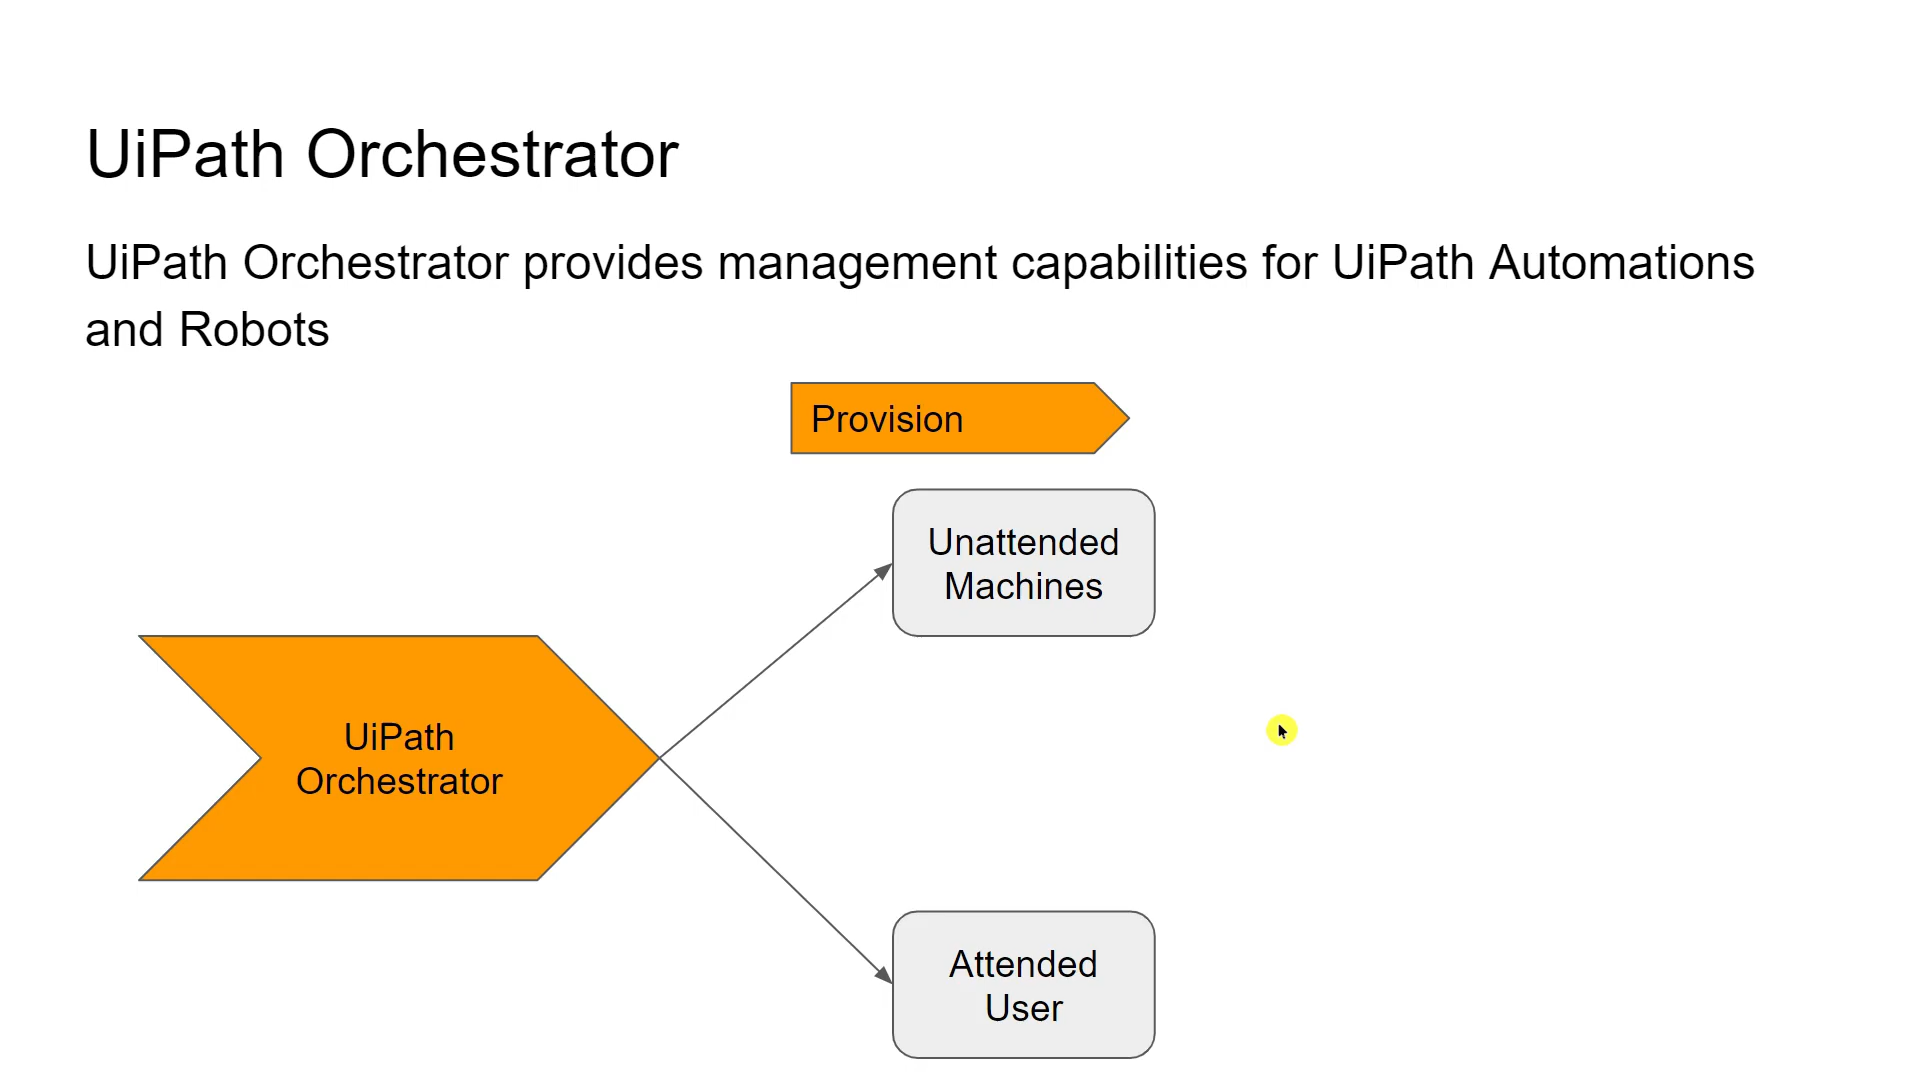 UiPath Orchestrator
UiPath Orchestrator provides management capabilities for UiPath Automations
and Robots
Provision
Unattended
Machines
UiPath
Orchestrator
Attended
User